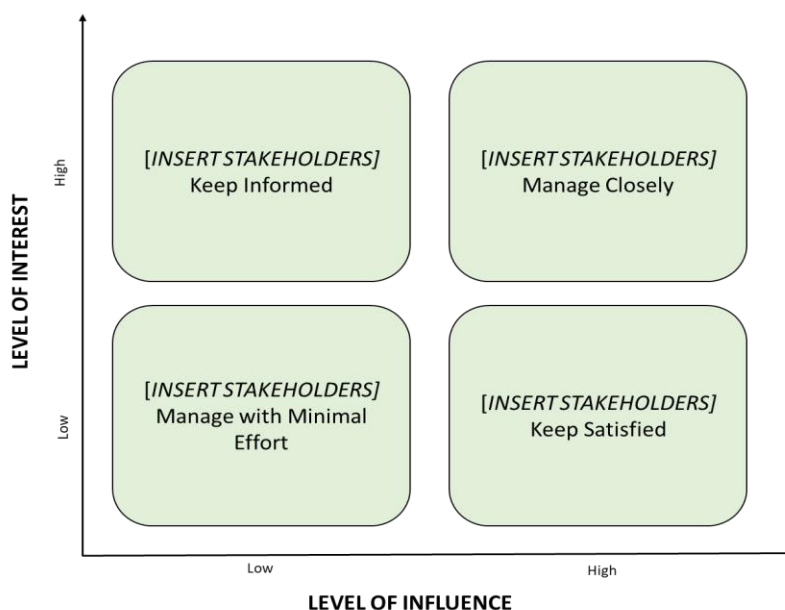 LEVEL OF INTEREST
High
Low
[INSERT STAKEHOLDERS]
Keep Informed
[INSERT STAKEHOLDERS]
Manage Closely
[INSERT STAKEHOLDERS]
Manage with Minimal
Effort
[INSERT STAKEHOLDERS]
Keep Satisfied
Low
High
LEVEL OF INFLUENCE